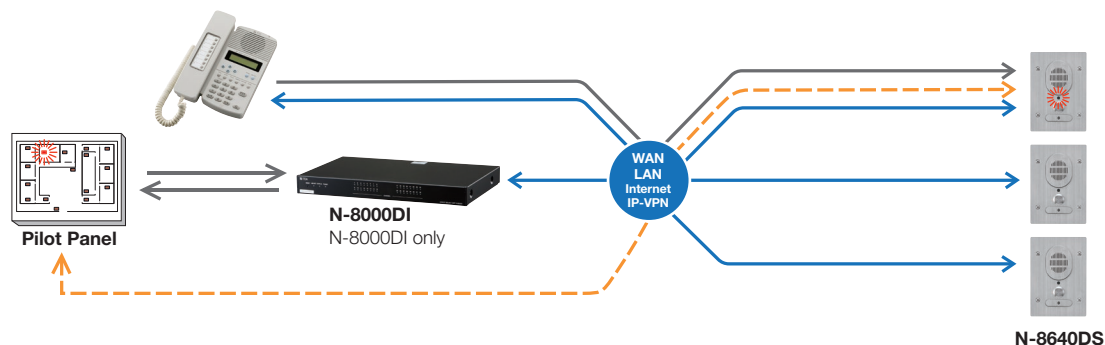 WAN
LAN
Internet
IP-VPN
N-8000DI
N-8000DI only
Pilot Panel
N-8640DS